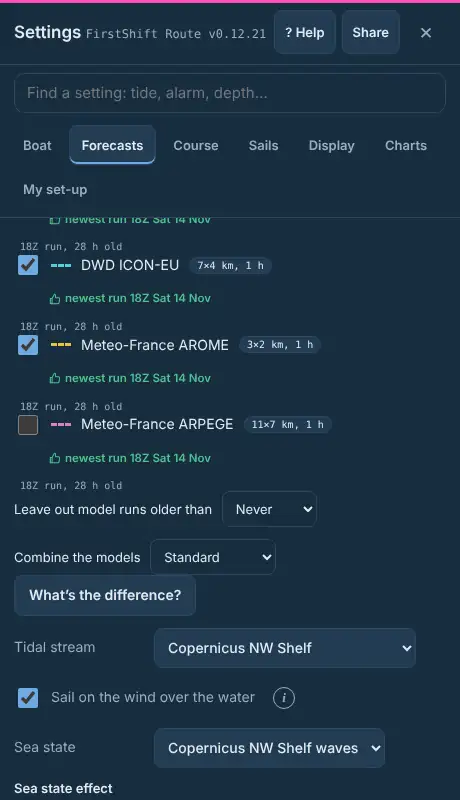 Settings FirstShift Route v0.12.21 ? Help Share ✕
Find a setting: tide, alarm, depth...
Boat Forecasts Course Sails Display Charts
My set-up
newest run 18Z Sat 14 Nov
18Z run, 28 h old
DWD ICON-EU 7×4 km, 1 h
newest run 18Z Sat 14 Nov
18Z run, 28 h old
Meteo-France AROME 3×2 km, 1 h
newest run 18Z Sat 14 Nov
18Z run, 28 h old
Meteo-France ARPEGE 11×7 km, 1 h
newest run 18Z Sat 14 Nov
18Z run, 28 h old
Leave out model runs older than Never
Combine the models Standard
What's the difference?
Tidal stream Copernicus NW Shelf
Sail on the wind over the water i
Sea state Copernicus NW Shelf waves
Sea state effect